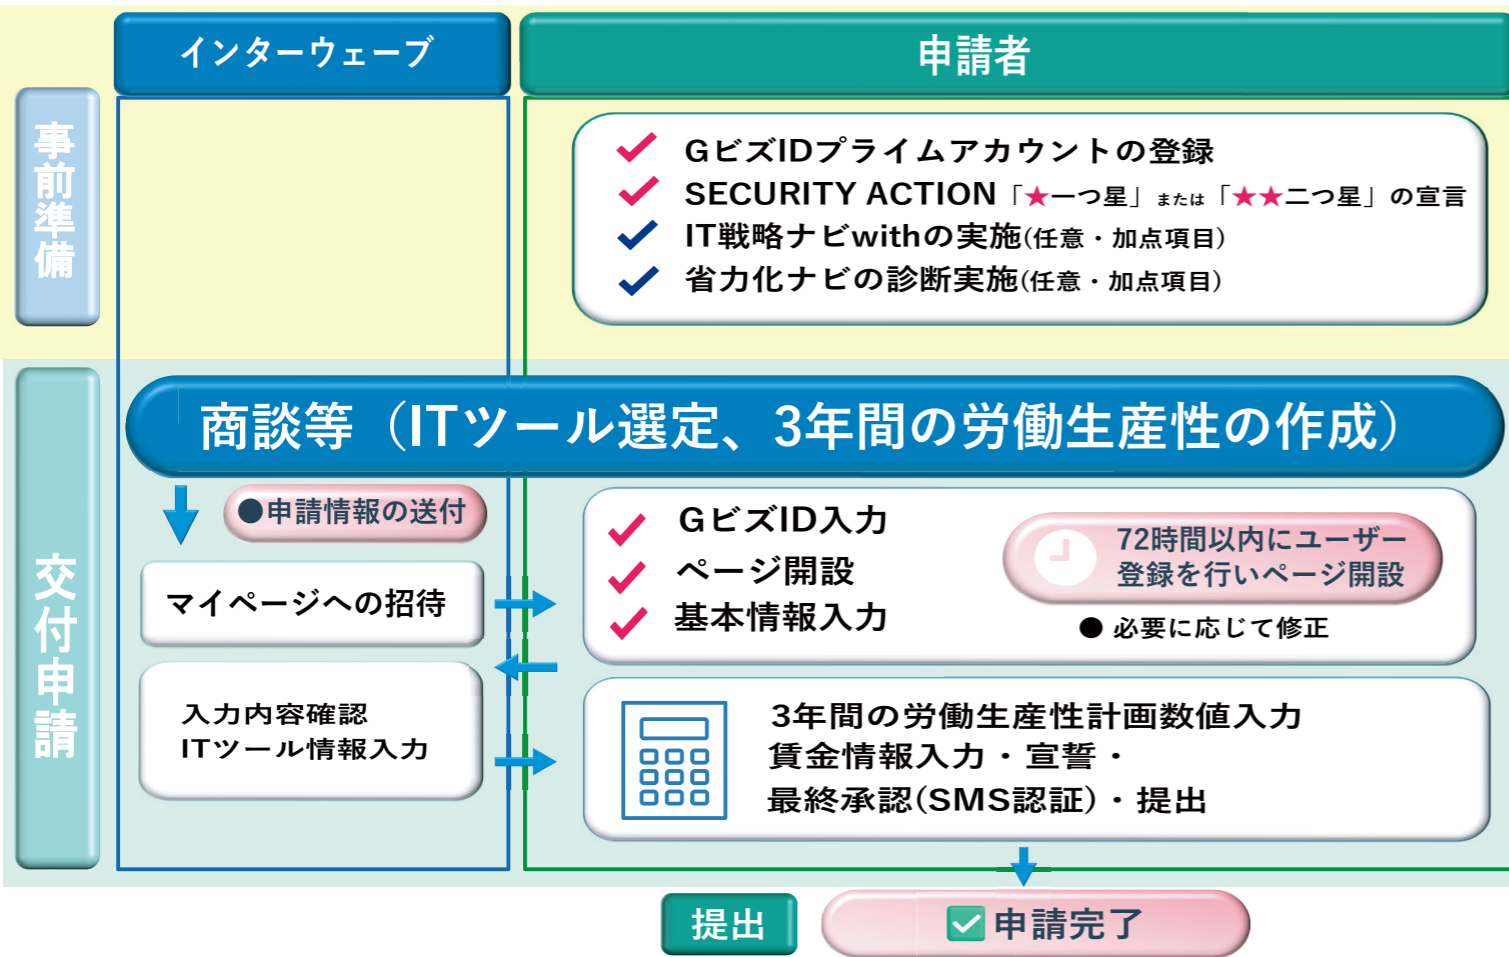 インターウェーブ
申請者
事前準備
GビズIDプライムアカウントの登録
SECURITY ACTION「★一つ星」または「★★二つ星」の宣言
IT戦略ナビwithの実施(任意・加点項目)
省力化ナビの診断実施(任意・加点項目)
交付申請
商談等（ITツール選定、3年間の労働生産性の作成）
●申請情報の送付
マイページへの招待
GビズID入力
ページ開設
基本情報入力
72時間以内にユーザー
登録を行いページ開設
● 必要に応じて修正
入力内容確認
ITツール情報入力
3年間の労働生産性計画数値入力
賃金情報入力・宣誓・
最終承認(SMS認証)・提出
提出
✅申請完了